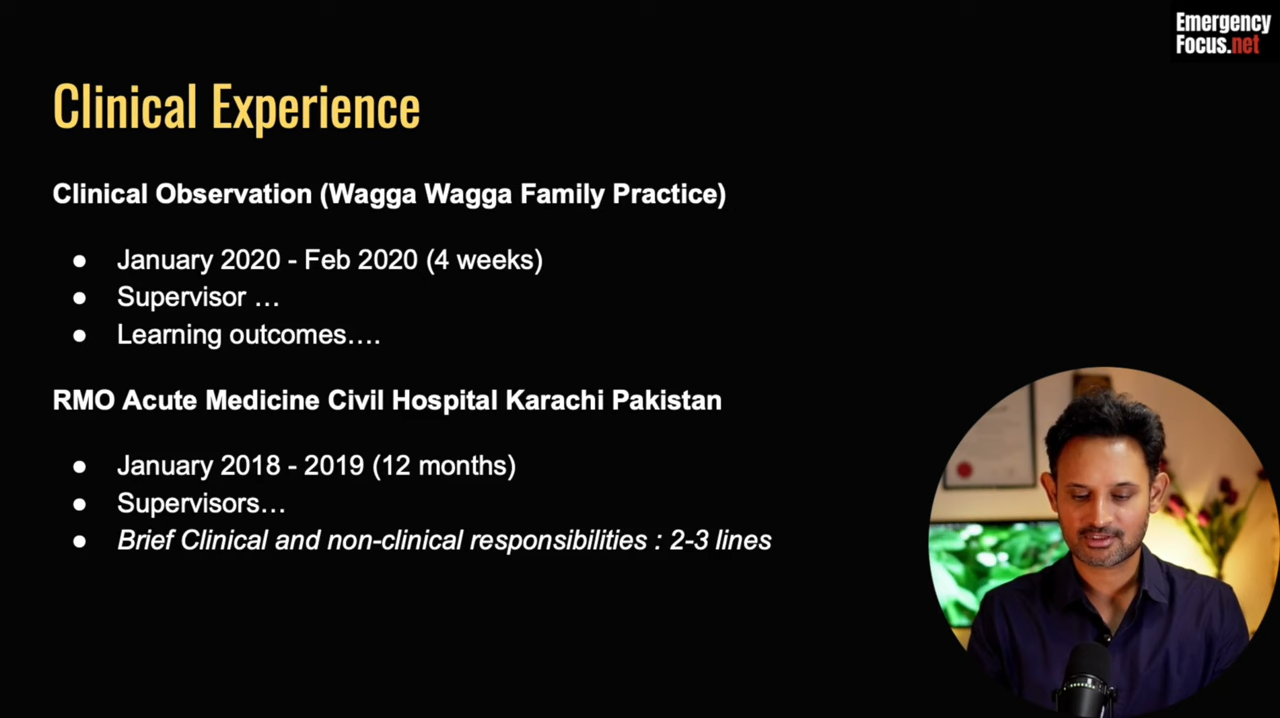 Emergency
Focus.net
Clinical Experience
Clinical Observation (Wagga Wagga Family Practice)
● January 2020 - Feb 2020 (4 weeks)
● Supervisor …
● Learning outcomes….
RMO Acute Medicine Civil Hospital Karachi Pakistan
● January 2018 - 2019 (12 months)
● Supervisors…
● Brief Clinical and non-clinical responsibilities : 2-3 lines